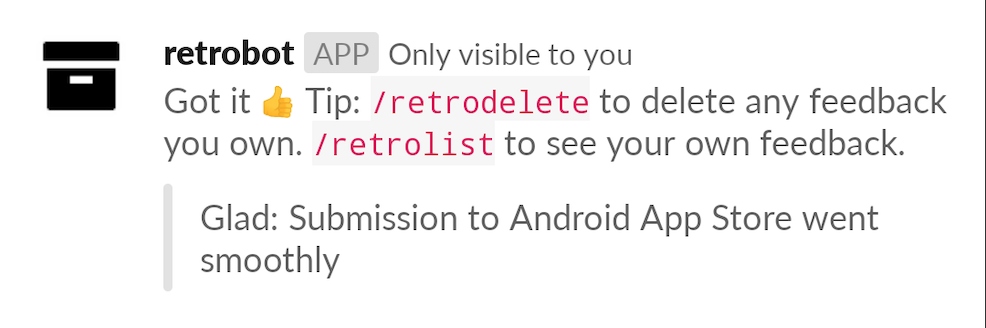 retrobot APP Only visible to you
Got it 👍 Tip: /retrodelete to delete any feedback
you own. /retrolist to see your own feedback.
Glad: Submission to Android App Store went
smoothly